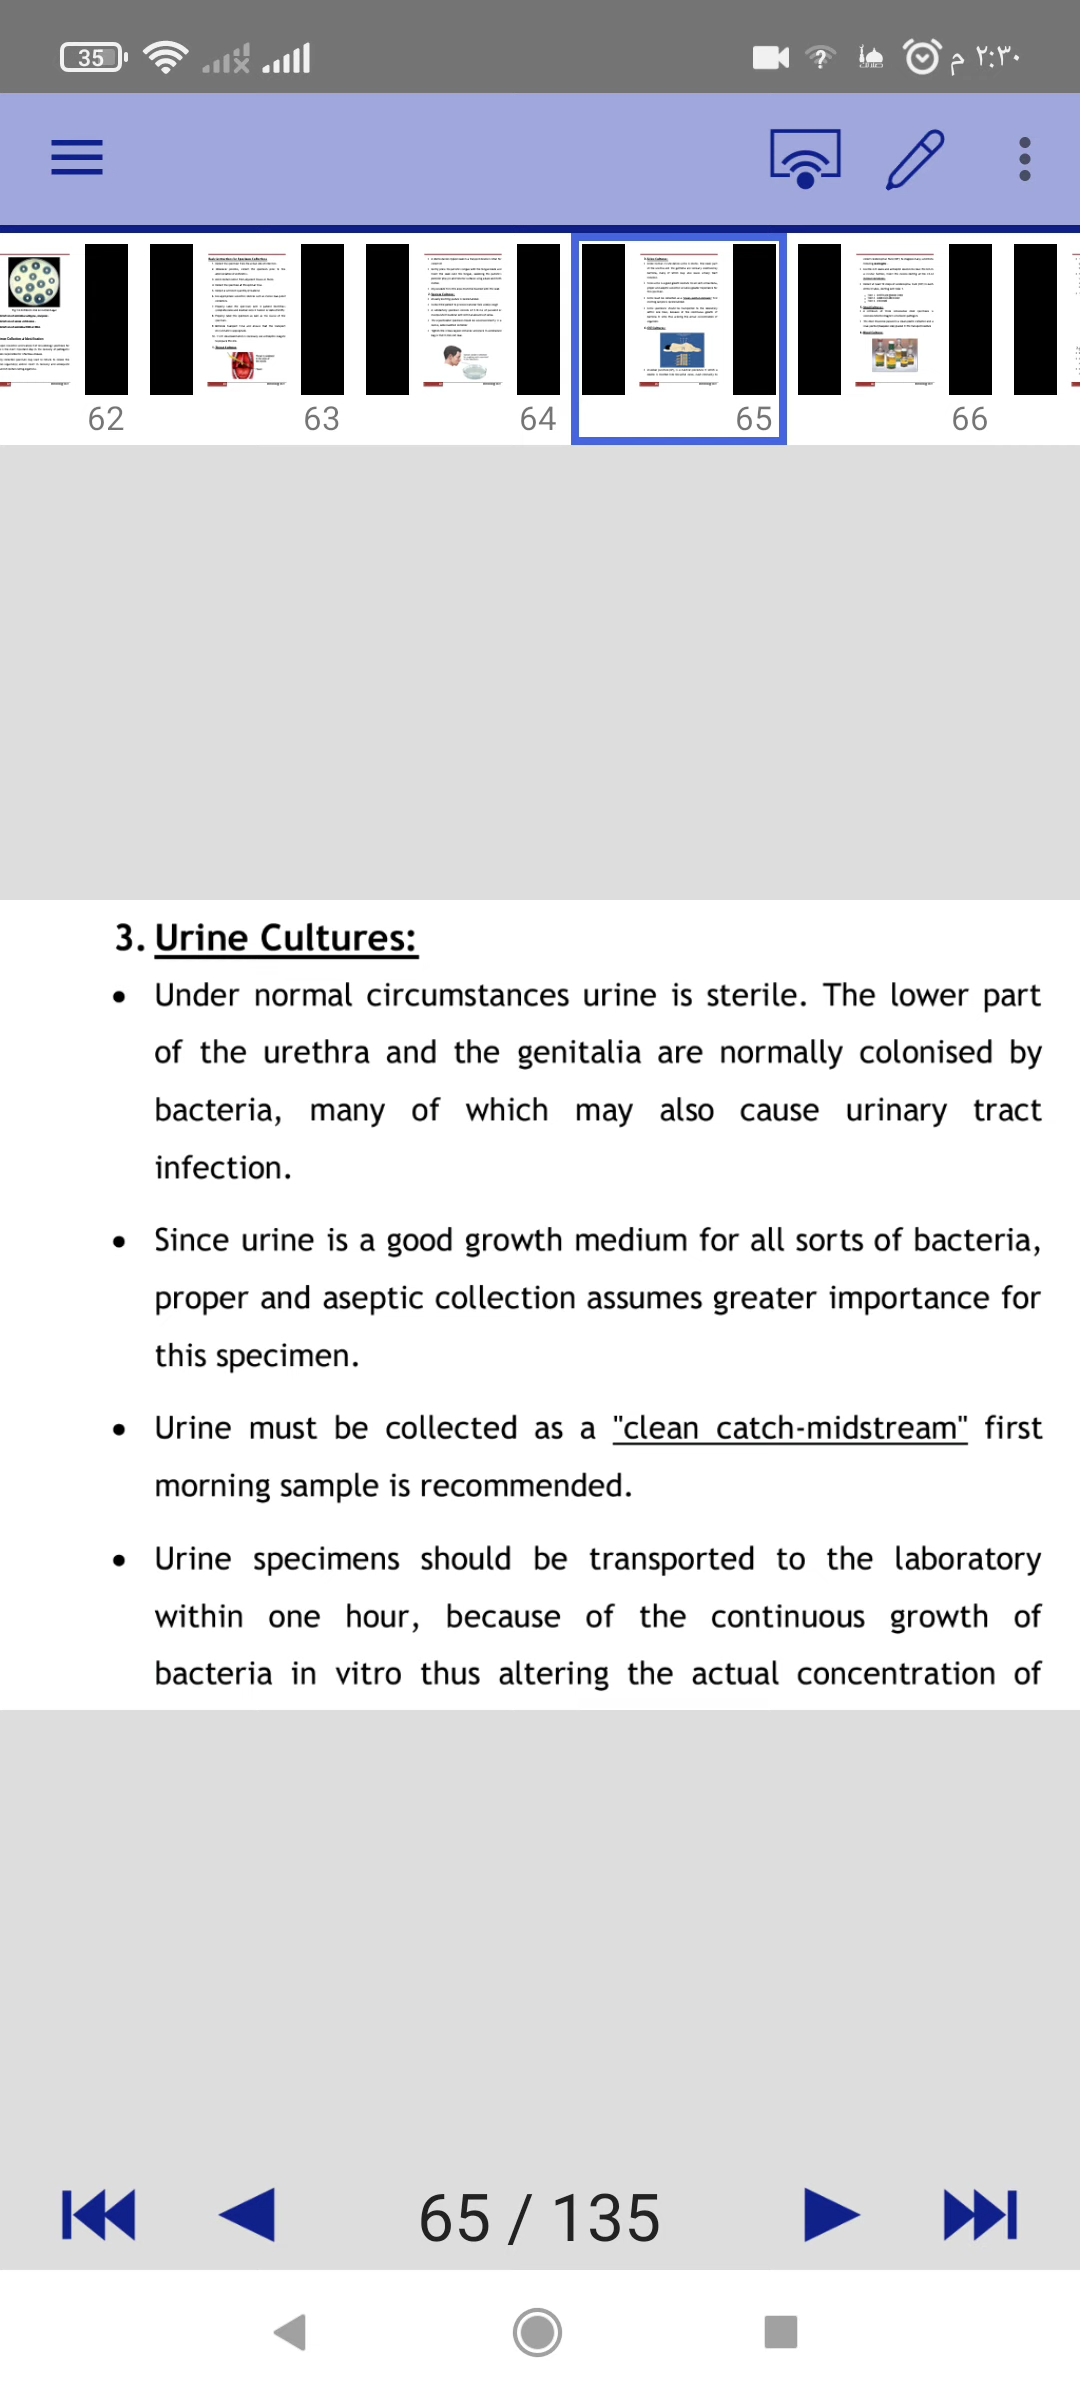 35
٢:٣٠ م
62
63
64
65
66
3. Urine Cultures:
• Under normal circumstances urine is sterile. The lower part
of the urethra and the genitalia are normally colonised by
bacteria, many of which may also cause urinary tract
infection.
• Since urine is a good growth medium for all sorts of bacteria,
proper and aseptic collection assumes greater importance for
this specimen.
• Urine must be collected as a "clean catch-midstream" first
morning sample is recommended.
• Urine specimens should be transported to the laboratory
within one hour, because of the continuous growth of
bacteria in vitro thus altering the actual concentration of
65 / 135